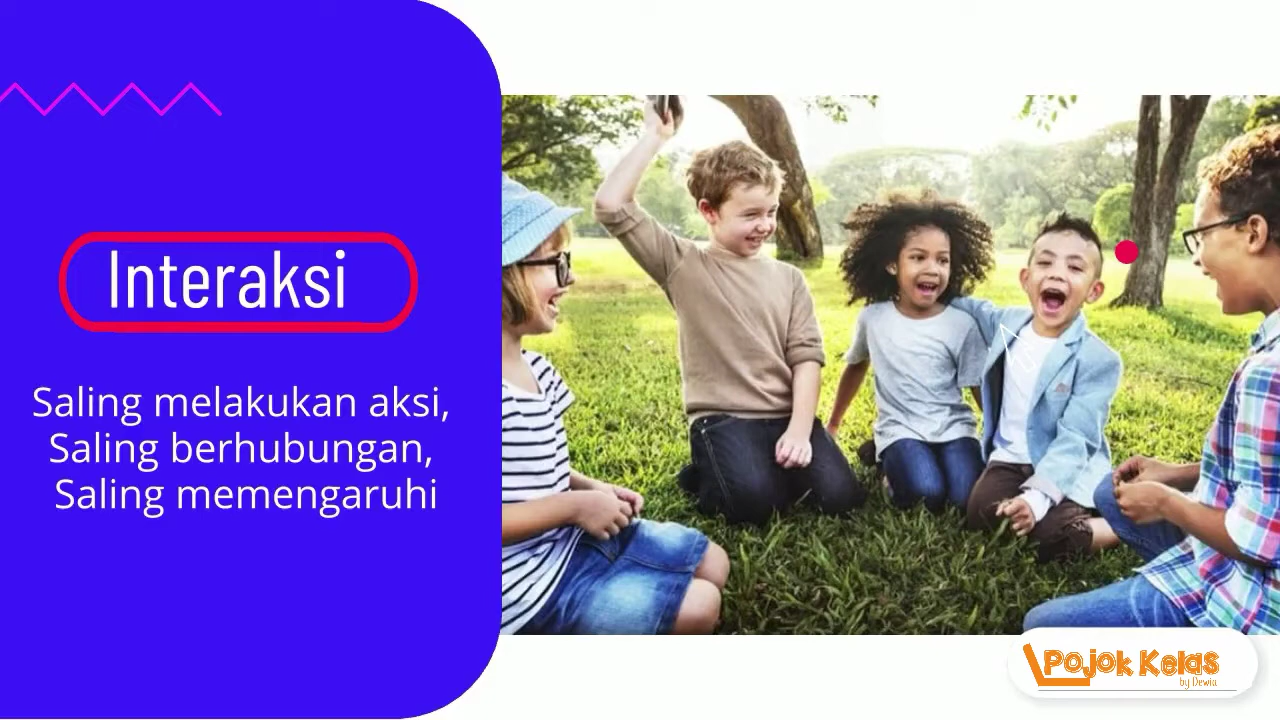 Interaksi
Saling melakukan aksi,
Saling berhubungan,
Saling memengaruhi
Pojok Kelas
by Dewia